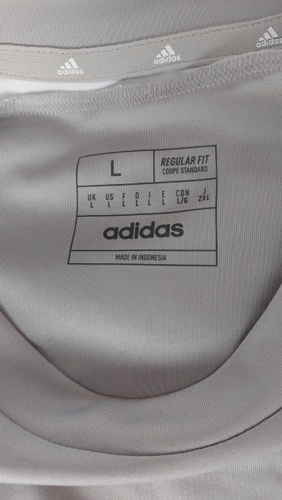 adidas
adidas
adidas
L
REGULAR FIT
COUPE STANDARD
UK US F D I E CDN J
L L L L L L L/G 2XL
adidas
MADE IN INDONESIA